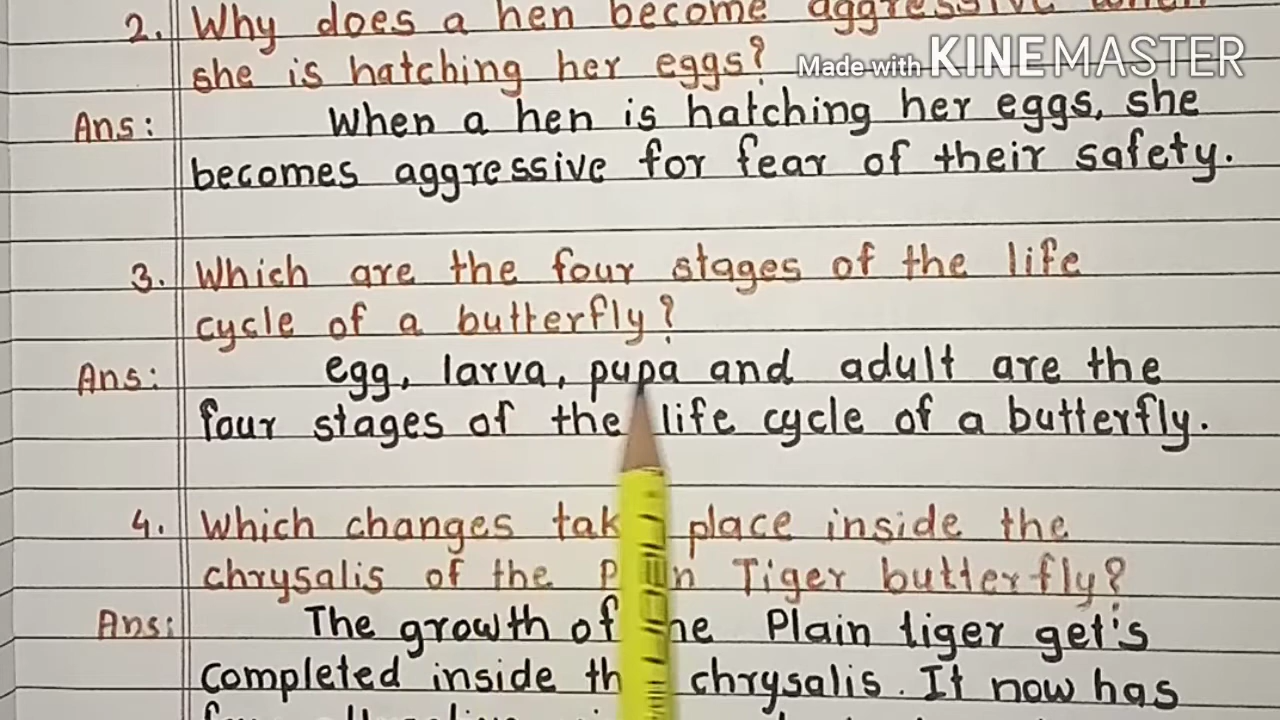 2. Why does a hen become aggressive when
she is hatching her eggs?
Made with KINEMASTER
Ans: When a hen is hatching her eggs, she
becomes aggressive for fear of their safety.
3. Which are the four stages of the life
cycle of a butterfly?
Ans: egg, larva, pupa and adult are the
four stages of the life cycle of a butterfly.
4. Which changes place inside the
chrysalis of the Tiger butterfly?
Ans: The growth of Plain tiger get's
completed inside chrysalis. It now has